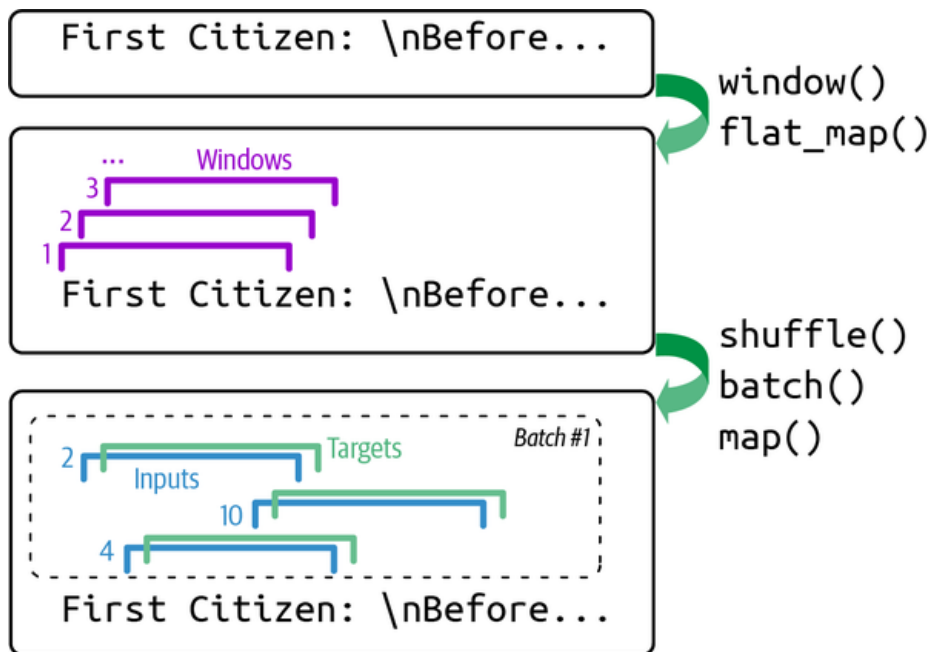 First Citizen: \nBefore...
window()
flat_map()
... Windows
3
2
1
First Citizen: \nBefore...
shuffle()
batch()
map()
Batch #1
2 Targets
Inputs
10
4
First Citizen: \nBefore...